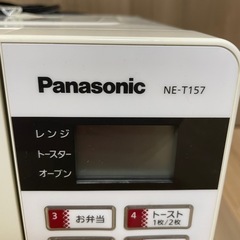 Panasonic NE-T157
レンジ
トースター
オーブン
3 お弁当 4 トースト
1枚/2枚